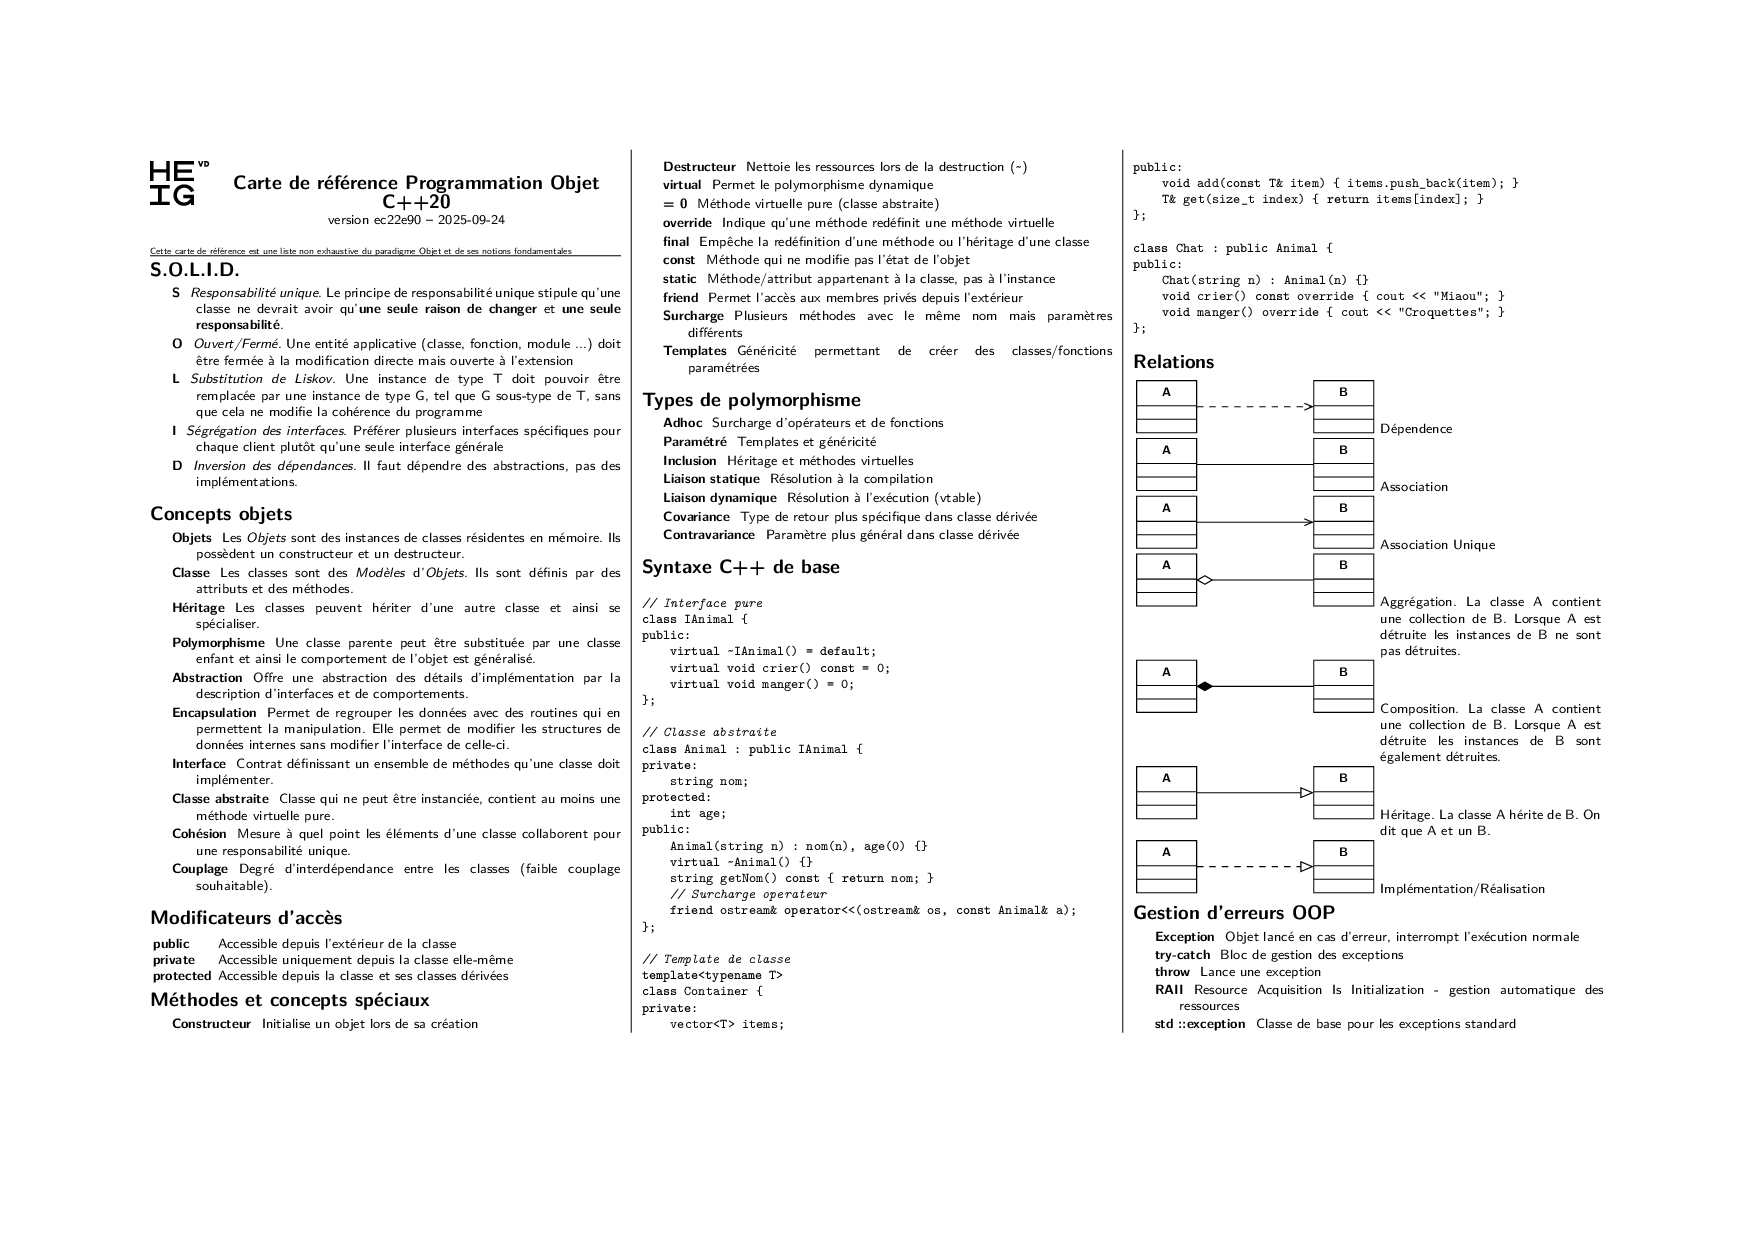 HE VD
IG
Carte de référence Programmation Objet
C++20
version ec22e90 – 2025-09-24
Cette carte de référence est une liste non exhaustive du paradigme Objet et de ses notions fondamentales
S.O.L.I.D.
S Responsabilité unique. Le principe de responsabilité unique stipule qu'une
classe ne devrait avoir qu'une seule raison de changer et une seule
responsabilité.
O Ouvert/Fermé. Une entité applicative (classe, fonction, module ...) doit
être fermée à la modification directe mais ouverte à l'extension
L Substitution de Liskov. Une instance de type T doit pouvoir être
remplacée par une instance de type G, tel que G sous-type de T, sans
que cela ne modifie la cohérence du programme
I Ségrégation des interfaces. Préférer plusieurs interfaces spécifiques pour
chaque client plutôt qu'une seule interface générale
D Inversion des dépendances. Il faut dépendre des abstractions, pas des
implémentations.
Concepts objets
Objets Les Objets sont des instances de classes résidentes en mémoire. Ils
possèdent un constructeur et un destructeur.
Classe Les classes sont des Modèles d'Objets. Ils sont définis par des
attributs et des méthodes.
Héritage Les classes peuvent hériter d'une autre classe et ainsi se
spécialiser.
Polymorphisme Une classe parente peut être substituée par une classe
enfant et ainsi le comportement de l'objet est généralisé.
Abstraction Offre une abstraction des détails d'implémentation par la
description d'interfaces et de comportements.
Encapsulation Permet de regrouper les données avec des routines qui en
permettent la manipulation. Elle permet de modifier les structures de
données internes sans modifier l'interface de celle-ci.
Interface Contrat définissant un ensemble de méthodes qu'une classe doit
implémenter.
Classe abstraite Classe qui ne peut être instanciée, contient au moins une
méthode virtuelle pure.
Cohésion Mesure à quel point les éléments d'une classe collaborent pour
une responsabilité unique.
Couplage Degré d'interdépendance entre les classes (faible couplage
souhaitable).
Modificateurs d'accès
public Accessible depuis l'extérieur de la classe
private Accessible uniquement depuis la classe elle-même
protected Accessible depuis la classe et ses classes dérivées
Méthodes et concepts spéciaux
Constructeur Initialise un objet lors de sa création
Destructeur Nettoie les ressources lors de la destruction (~)
virtual Permet le polymorphisme dynamique
= 0 Méthode virtuelle pure (classe abstraite)
override Indique qu'une méthode redéfinit une méthode virtuelle
final Empêche la redéfinition d'une méthode ou l'héritage d'une classe
const Méthode qui ne modifie pas l'état de l'objet
static Méthode/attribut appartenant à la classe, pas à l'instance
friend Permet l'accès aux membres privés depuis l'extérieur
Surcharge Plusieurs méthodes avec le même nom mais paramètres
différents
Templates Généricité permettant de créer des classes/fonctions
paramétrées
Types de polymorphisme
Adhoc Surcharge d'opérateurs et de fonctions
Paramétré Templates et généricité
Inclusion Héritage et méthodes virtuelles
Liaison statique Résolution à la compilation
Liaison dynamique Résolution à l'exécution (vtable)
Covariance Type de retour plus spécifique dans classe dérivée
Contravariance Paramètre plus général dans classe dérivée
Syntaxe C++ de base
// Interface pure
class IAnimal {
public:
    virtual ~IAnimal() = default;
    virtual void crier() const = 0;
    virtual void manger() = 0;
};
// Classe abstraite
class Animal : public IAnimal {
private:
    string nom;
protected:
    int age;
public:
    Animal(string n) : nom(n), age(0) {}
    virtual ~Animal() {}
    string getNom() const { return nom; }
    // Surcharge operateur
    friend ostream& operator<<(ostream& os, const Animal& a);
};
// Template de classe
template<typename T>
class Container {
private:
    vector<T> items;
public:
    void add(const T& item) { items.push_back(item); }
    T& get(size_t index) { return items[index]; }
};
class Chat : public Animal {
public:
    Chat(string n) : Animal(n) {}
    void crier() const override { cout << "Miaou"; }
    void manger() override { cout << "Croquettes"; }
};
Relations
A B
Dépendence
A B
Association
A B
Association Unique
A B
Aggrégation. La classe A contient
une collection de B. Lorsque A est
détruite les instances de B ne sont
pas détruites.
A B
Composition. La classe A contient
une collection de B. Lorsque A est
détruite les instances de B sont
également détruites.
A B
Héritage. La classe A hérite de B. On
dit que A et un B.
A B
Implémentation/Réalisation
Gestion d'erreurs OOP
Exception Objet lancé en cas d'erreur, interrompt l'exécution normale
try-catch Bloc de gestion des exceptions
throw Lance une exception
RAII Resource Acquisition Is Initialization - gestion automatique des
ressources
std ::exception Classe de base pour les exceptions standard